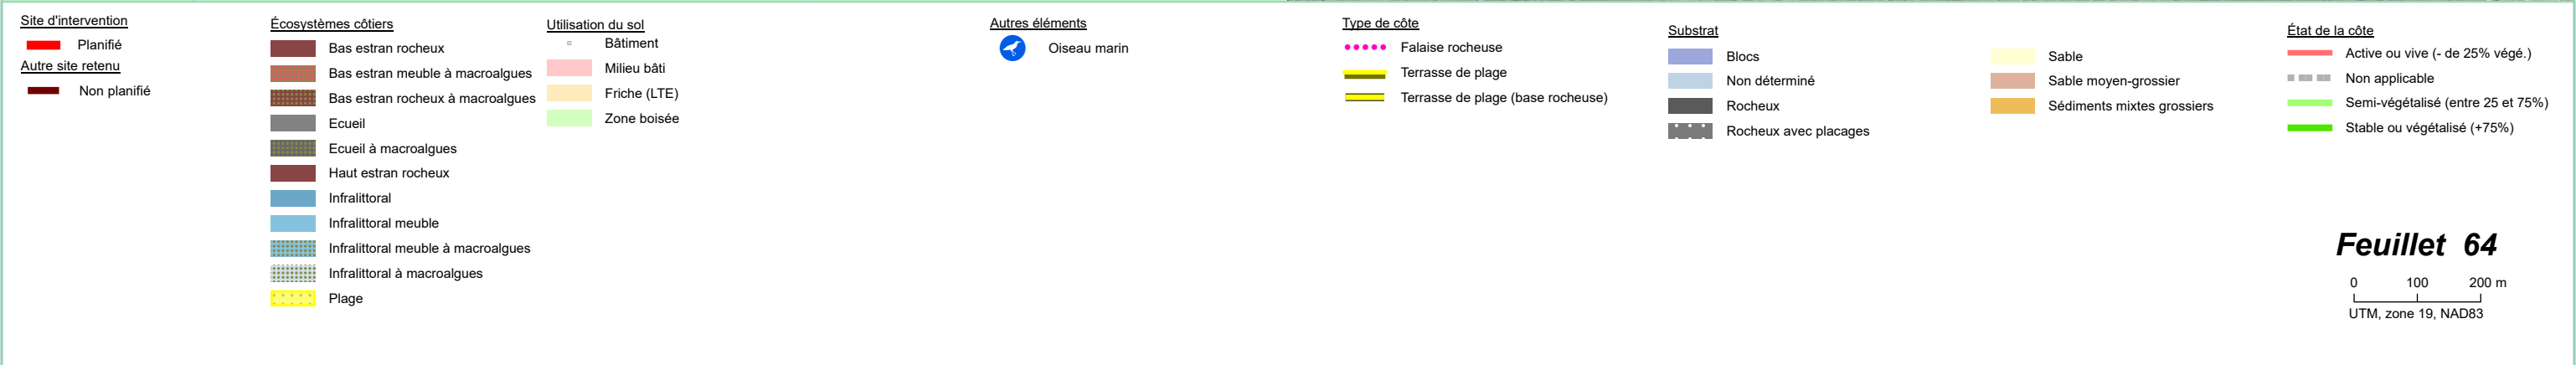 Site d'intervention
Planifié
Autre site retenu
Non planifié
Écosystèmes côtiers
Bas estran rocheux
Bas estran meuble à macroalgues
Bas estran rocheux à macroalgues
Ecueil
Ecueil à macroalgues
Haut estran rocheux
Infralittoral
Infralittoral meuble
Infralittoral meuble à macroalgues
Infralittoral à macroalgues
Plage
Utilisation du sol
Bâtiment
Milieu bâti
Friche (LTE)
Zone boisée
Autres éléments
Oiseau marin
Type de côte
Falaise rocheuse
Terrasse de plage
Terrasse de plage (base rocheuse)
Substrat
Blocs
Non déterminé
Rocheux
Rocheux avec placages
Sable
Sable moyen-grossier
Sédiments mixtes grossiers
État de la côte
Active ou vive (- de 25% végé.)
Non applicable
Semi-végétalisé (entre 25 et 75%)
Stable ou végétalisé (+75%)
Feuillet 64
0 100 200 m
UTM, zone 19, NAD83